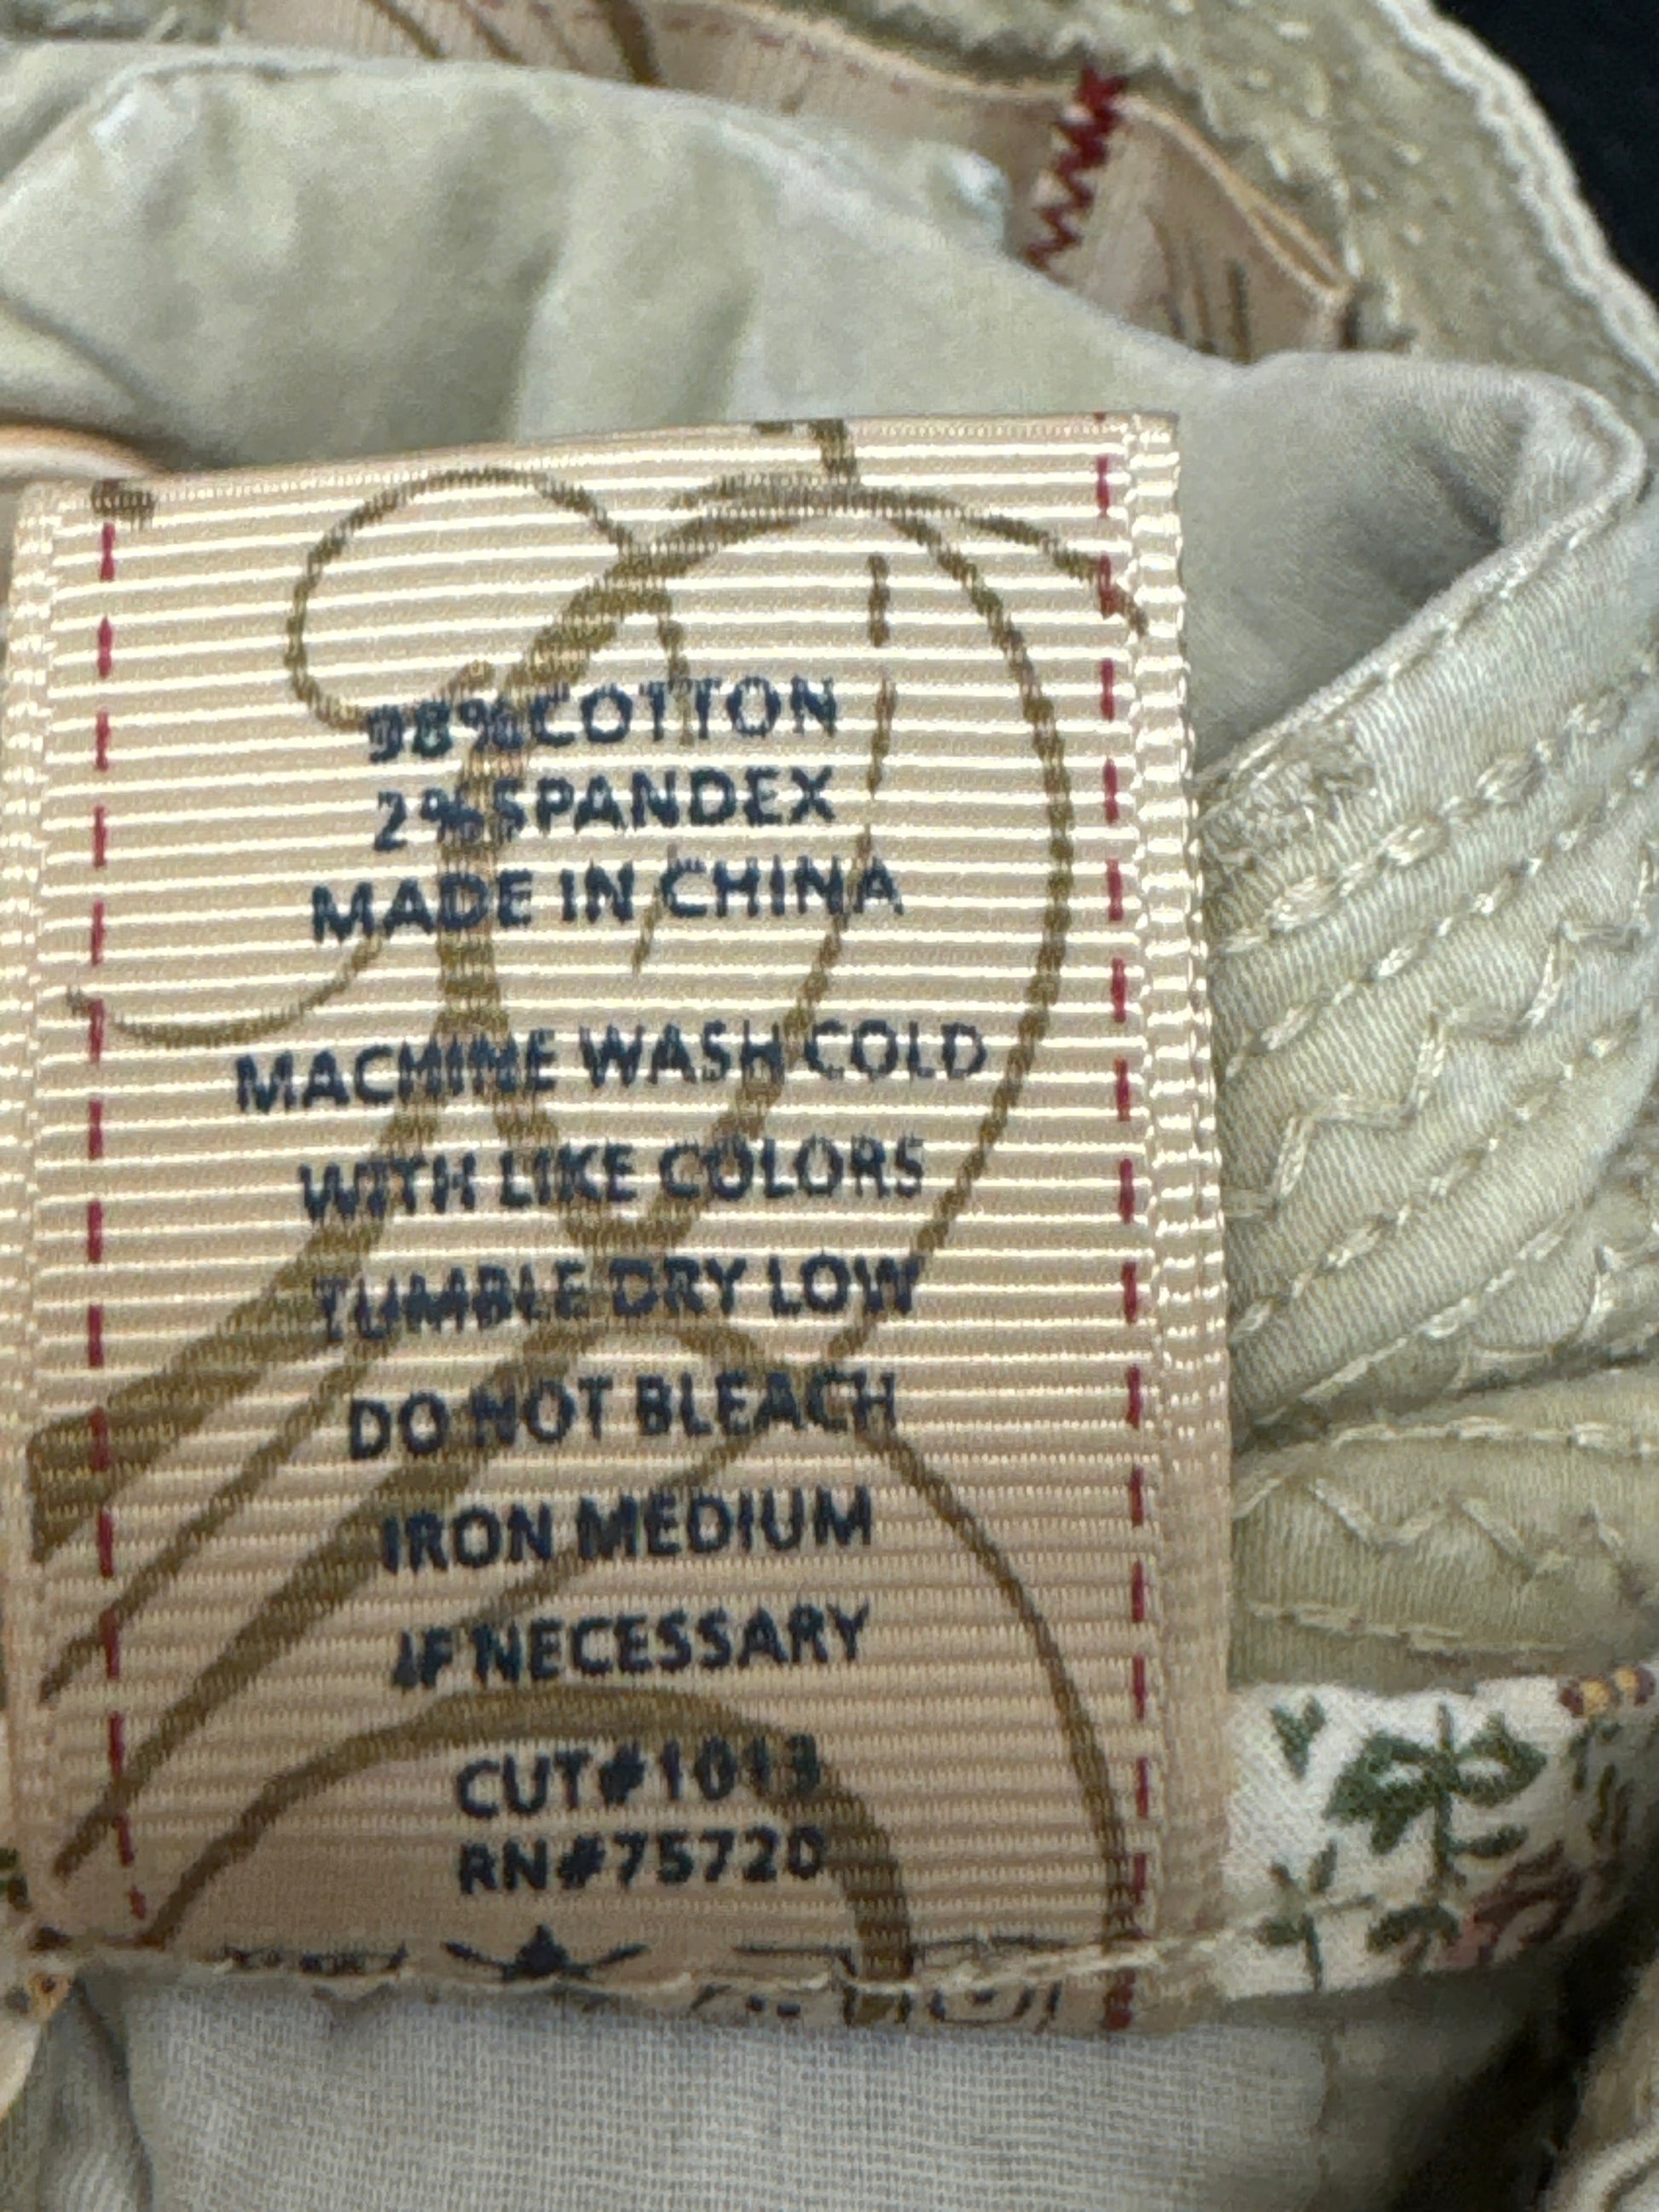 98% COTTON
2% SPANDEX
MADE IN CHINA
MACHINE WASH COLD
WITH LIKE COLORS
TUMBLE DRY LOW
DO NOT BLEACH
IRON MEDIUM
IF NECESSARY
CUT#1013
RN#75720